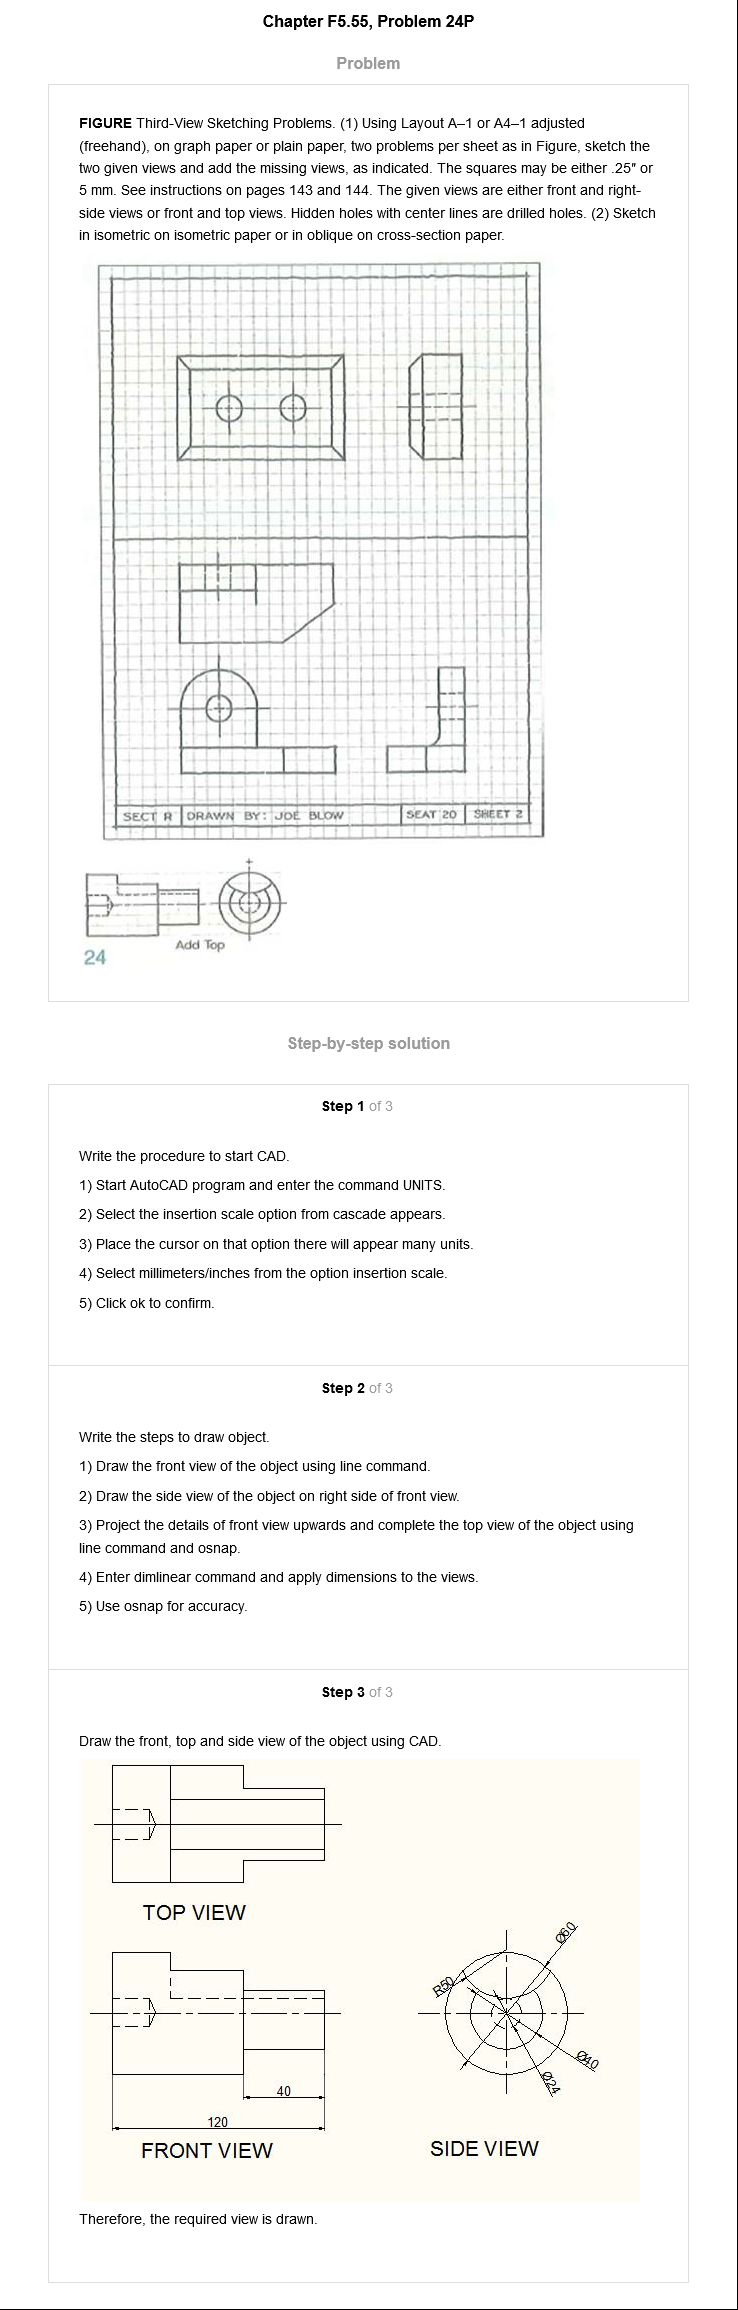 Chapter F5.55, Problem 24P
Problem
FIGURE Third-View Sketching Problems. (1) Using Layout A–1 or A4–1 adjusted
(freehand), on graph paper or plain paper, two problems per sheet as in Figure, sketch the
two given views and add the missing views, as indicated. The squares may be either .25″ or
5 mm. See instructions on pages 143 and 144. The given views are either front and right-
side views or front and top views. Hidden holes with center lines are drilled holes. (2) Sketch
in isometric on isometric paper or in oblique on cross-section paper.
SECT R DRAWN BY: JOE BLOW SEAT 20 SHEET 2
Add Top
24
Step-by-step solution
Step 1 of 3
Write the procedure to start CAD.
1) Start AutoCAD program and enter the command UNITS.
2) Select the insertion scale option from cascade appears.
3) Place the cursor on that option there will appear many units.
4) Select millimeters/inches from the option insertion scale.
5) Click ok to confirm.
Step 2 of 3
Write the steps to draw object.
1) Draw the front view of the object using line command.
2) Draw the side view of the object on right side of front view.
3) Project the details of front view upwards and complete the top view of the object using
line command and osnap.
4) Enter dimlinear command and apply dimensions to the views.
5) Use osnap for accuracy.
Step 3 of 3
Draw the front, top and side view of the object using CAD.
TOP VIEW
Ø60
R50
Ø40
Ø24
40
120
FRONT VIEW
SIDE VIEW
Therefore, the required view is drawn.